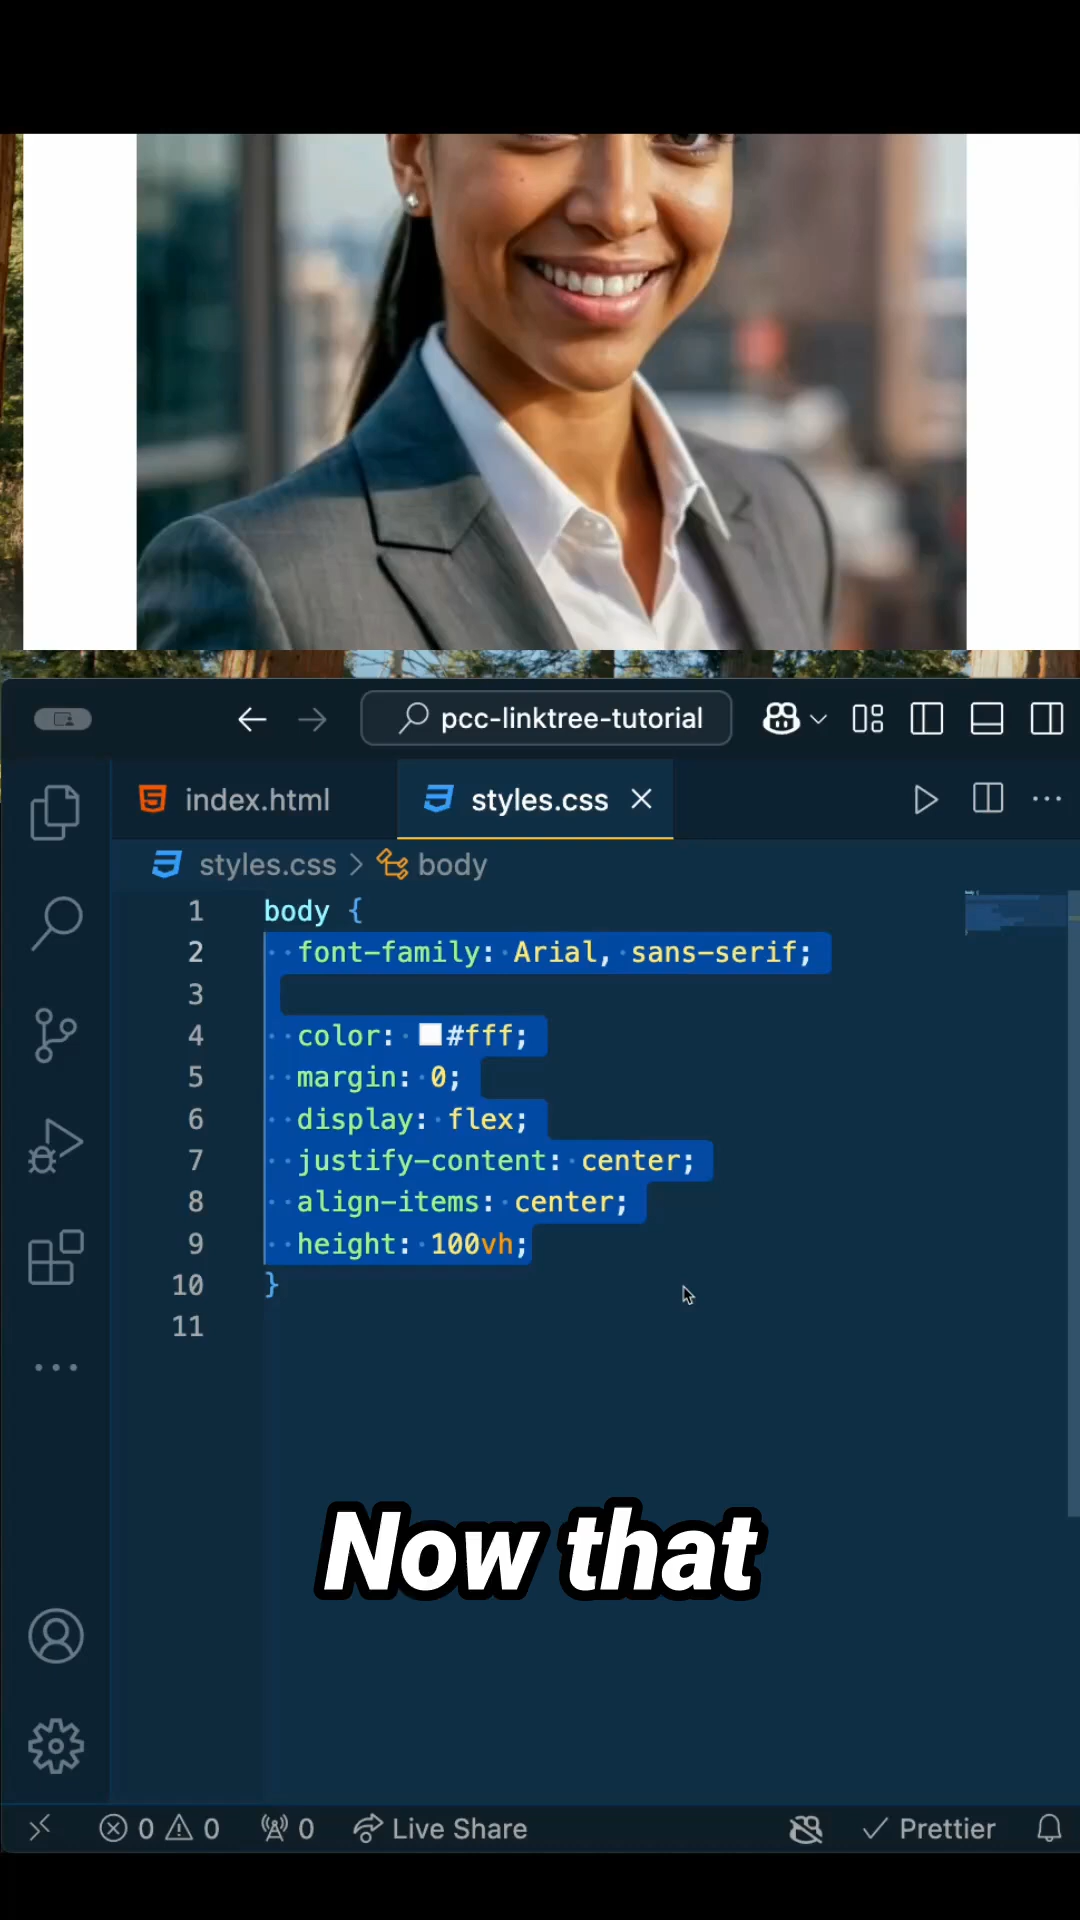 pcc-linktree-tutorial
index.html
styles.css
styles.css > body
1 body {
2 font-family: Arial, sans-serif;
3
4 color: #fff;
5 margin: 0;
6 display: flex;
7 justify-content: center;
8 align-items: center;
9 height: 100vh;
10 }
11
Now that
0 0 0 Live Share Prettier